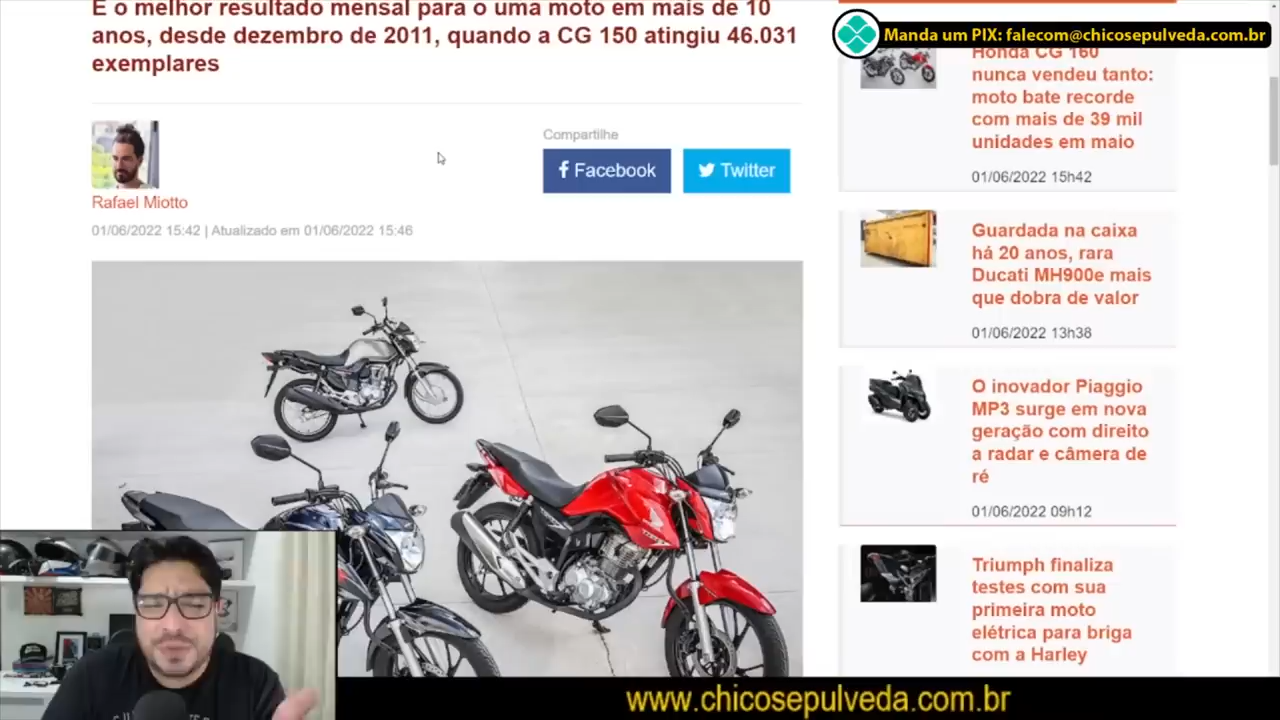 E o melhor resultado mensal para o uma moto em mais de 10
anos, desde dezembro de 2011, quando a CG 150 atingiu 46.031
exemplares
Compartilhe
Facebook
Twitter
Rafael Miotto
01/06/2022 15:42 | Atualizado em 01/06/2022 15:46
Manda um PIX: falecom@chicosepulveda.com.br
Honda CG 160
nunca vendeu tanto:
moto bate recorde
com mais de 39 mil
unidades em maio
01/06/2022 15h42
Guardada na caixa
há 20 anos, rara
Ducati MH900e mais
que dobra de valor
01/06/2022 13h38
O inovador Piaggio
MP3 surge em nova
geração com direito
a radar e câmera de
ré
01/06/2022 09h12
Triumph finaliza
testes com sua
primeira moto
elétrica para briga
com a Harley
www.chicosepulveda.com.br